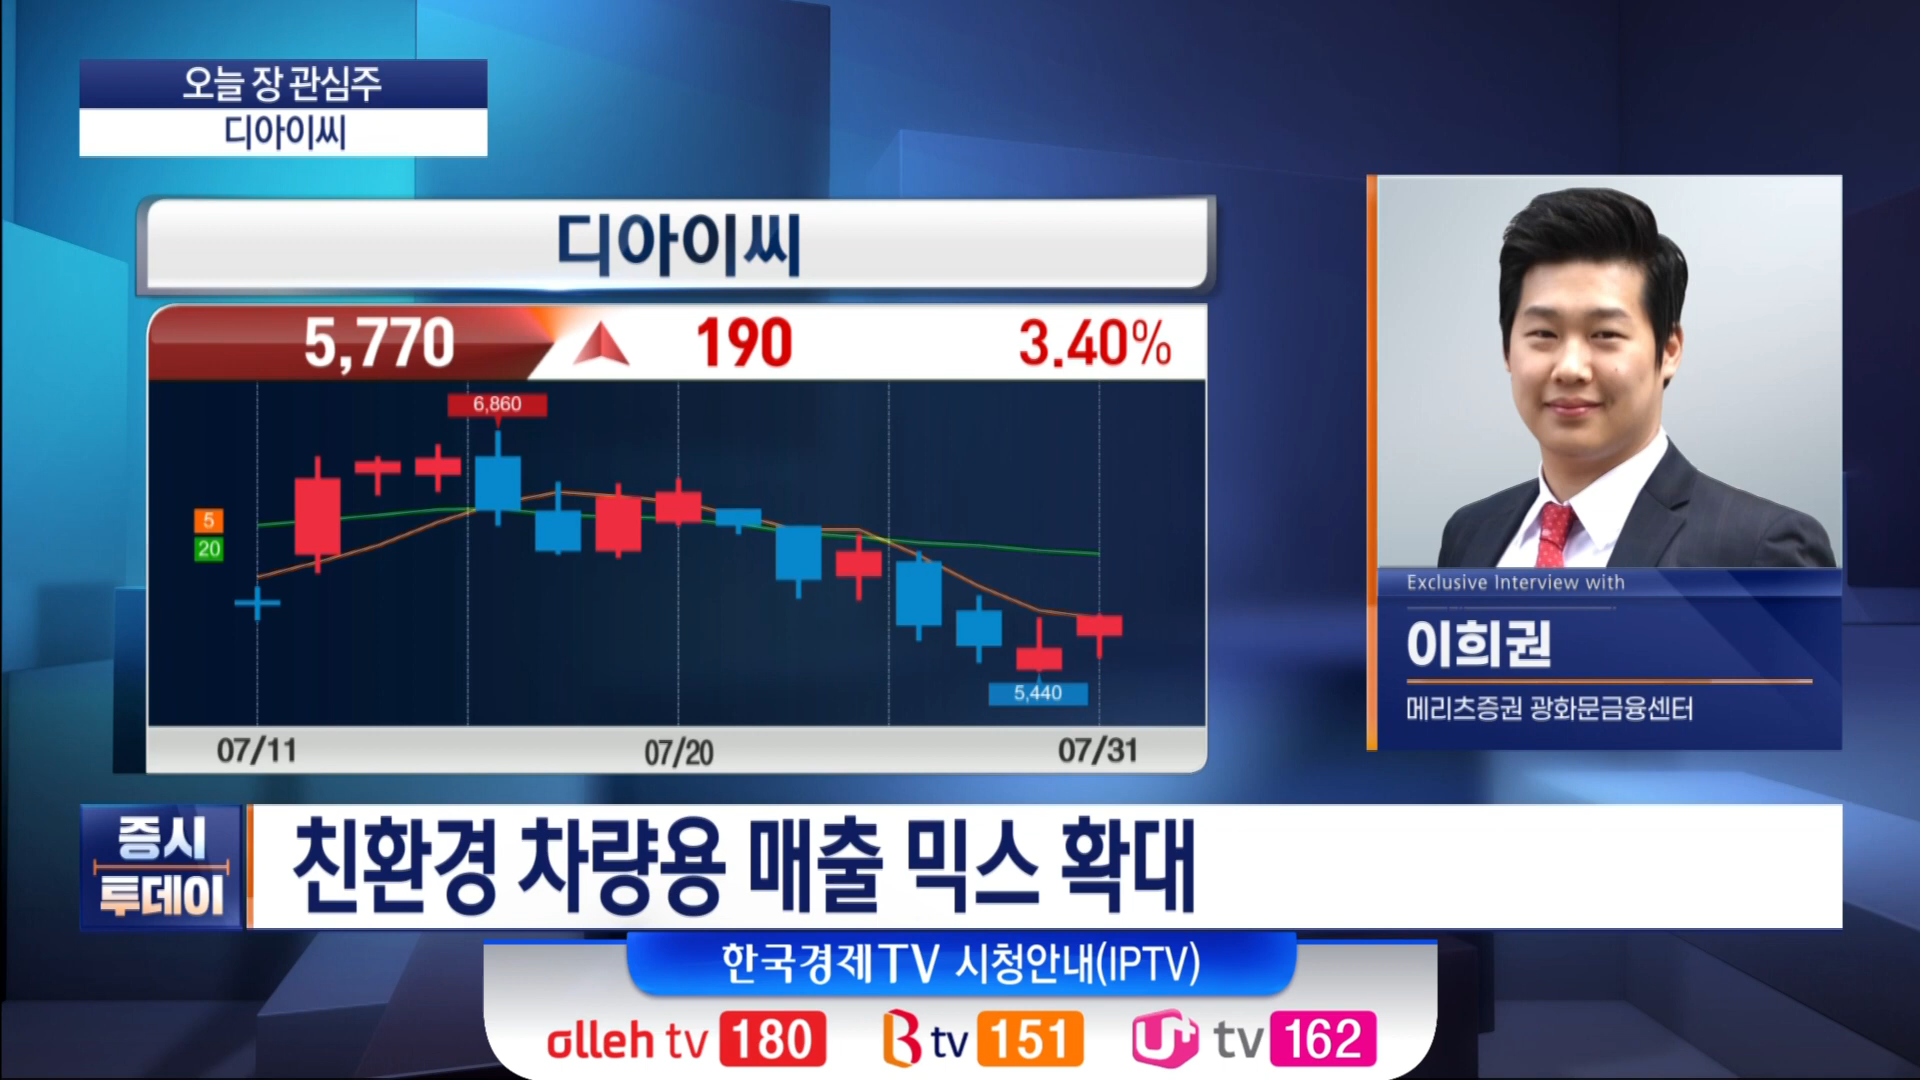 오늘 장 관심주
디아이씨
디아이씨
5,770 190 3.40%
6,860
5
20
5,440
07/11 07/20 07/31
Exclusive Interview with
이희권
메리츠증권 광화문금융센터
증시
투데이
친환경 차량용 매출 믹스 확대
한국경제TV 시청안내(IPTV)
olleh tv 180 B tv 151 U+ tv 162